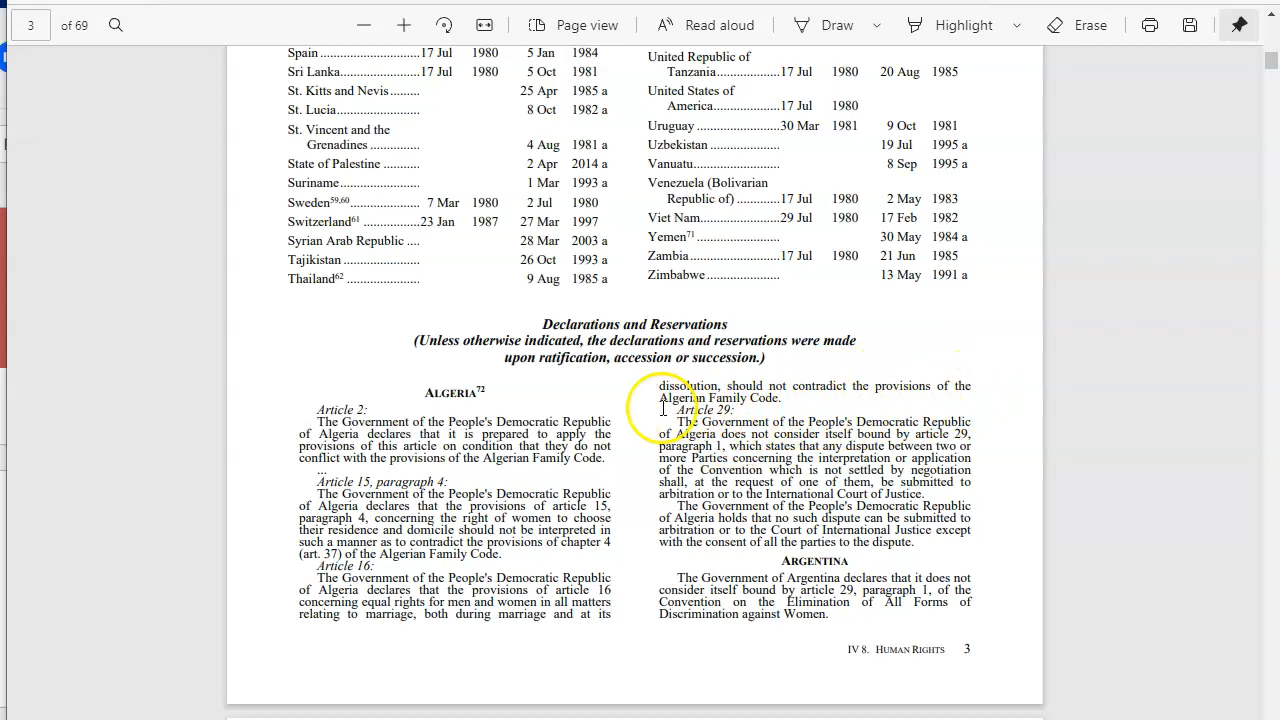 3 of 69 Page view Read aloud Draw Highlight Erase
Spain ...............................17 Jul 1980 5 Jan 1984
Sri Lanka........................17 Jul 1980 5 Oct 1981
St. Kitts and Nevis ......... 25 Apr 1985 a
St. Lucia.......................... 8 Oct 1982 a
St. Vincent and the
Grenadines ............... 4 Aug 1981 a
State of Palestine ........... 2 Apr 2014 a
Suriname......................... 1 Mar 1993 a
Sweden59,60..................... 7 Mar 1980 2 Jul 1980
Switzerland61 .................23 Jan 1987 27 Mar 1997
Syrian Arab Republic .... 28 Mar 2003 a
Tajikistan ....................... 26 Oct 1993 a
Thailand62 ...................... 9 Aug 1985 a
United Republic of
Tanzania...................17 Jul 1980 20 Aug 1985
United States of
America....................17 Jul 1980
Uruguay .........................30 Mar 1981 9 Oct 1981
Uzbekistan ..................... 19 Jul 1995 a
Vanuatu.......................... 8 Sep 1995 a
Venezuela (Bolivarian
Republic of) .............17 Jul 1980 2 May 1983
Viet Nam........................29 Jul 1980 17 Feb 1982
Yemen71 ......................... 30 May 1984 a
Zambia ...........................17 Jul 1980 21 Jun 1985
Zimbabwe ...................... 13 May 1991 a
Declarations and Reservations
(Unless otherwise indicated, the declarations and reservations were made
upon ratification, accession or succession.)
ALGERIA72
Article 2:
The Government of the People's Democratic Republic
of Algeria declares that it is prepared to apply the
provisions of this article on condition that they do not
conflict with the provisions of the Algerian Family Code.
...
Article 15, paragraph 4:
The Government of the People's Democratic Republic
of Algeria declares that the provisions of article 15,
paragraph 4, concerning the right of women to choose
their residence and domicile should not be interpreted in
such a manner as to contradict the provisions of chapter 4
(art. 37) of the Algerian Family Code.
Article 16:
The Government of the People's Democratic Republic
of Algeria declares that the provisions of article 16
concerning equal rights for men and women in all matters
relating to marriage, both during marriage and at its
dissolution, should not contradict the provisions of the
Algerian Family Code.
Article 29:
The Government of the People's Democratic Republic
of Algeria does not consider itself bound by article 29,
paragraph 1, which states that any dispute between two or
more Parties concerning the interpretation or application
of the Convention which is not settled by negotiation
shall, at the request of one of them, be submitted to
arbitration or to the International Court of Justice.
The Government of the People's Democratic Republic
of Algeria holds that no such dispute can be submitted to
arbitration or to the Court of International Justice except
with the consent of all the parties to the dispute.
ARGENTINA
The Government of Argentina declares that it does not
consider itself bound by article 29, paragraph 1, of the
Convention on the Elimination of All Forms of
Discrimination against Women.
IV 8. HUMAN RIGHTS 3